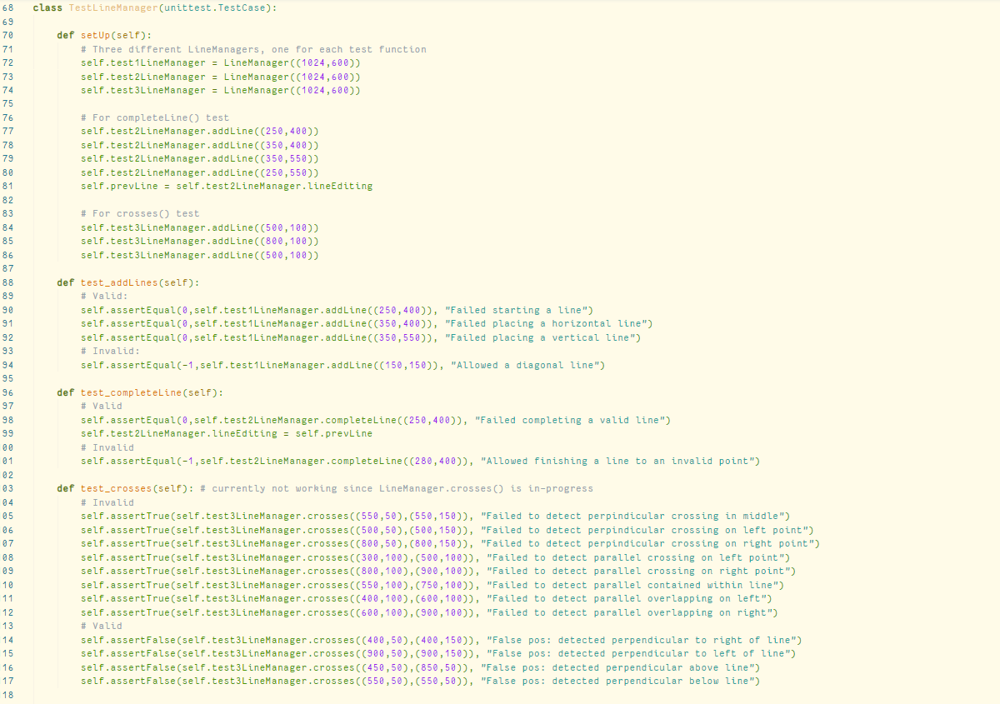 68 class TestLineManager(unittest.TestCase):
69
70 def setUp(self):
71 # Three different LineManagers, one for each test function
72 self.test1LineManager = LineManager((1024,600))
73 self.test2LineManager = LineManager((1024,600))
74 self.test3LineManager = LineManager((1024,600))
75
76 # For completeLine() test
77 self.test2LineManager.addLine((250,400))
78 self.test2LineManager.addLine((350,400))
79 self.test2LineManager.addLine((350,550))
80 self.test2LineManager.addLine((250,550))
81 self.prevLine = self.test2LineManager.lineEditing
82
83 # For crosses() test
84 self.test3LineManager.addLine((500,100))
85 self.test3LineManager.addLine((800,100))
86 self.test3LineManager.addLine((500,100))
87
88 def test_addLines(self):
89 # Valid:
90 self.assertEqual(0,self.test1LineManager.addLine((250,400)), "Failed starting a line")
91 self.assertEqual(0,self.test1LineManager.addLine((350,400)), "Failed placing a horizontal line")
92 self.assertEqual(0,self.test1LineManager.addLine((350,550)), "Failed placing a vertical line")
93 # Invalid:
94 self.assertEqual(-1,self.test1LineManager.addLine((150,150)), "Allowed a diagonal line")
95
96 def test_completeLine(self):
97 # Valid
98 self.assertEqual(0,self.test2LineManager.completeLine((250,400)), "Failed completing a valid line")
99 self.test2LineManager.lineEditing = self.prevLine
00 # Invalid
01 self.assertEqual(-1,self.test2LineManager.completeLine((280,400)), "Allowed finishing a line to an invalid point")
02
03 def test_crosses(self): # currently not working since LineManager.crosses() is in-progress
04 # Invalid
05 self.assertTrue(self.test3LineManager.crosses((550,50),(550,150)), "Failed to detect perpindicular crossing in middle")
06 self.assertTrue(self.test3LineManager.crosses((500,50),(500,150)), "Failed to detect perpindicular crossing on left point")
07 self.assertTrue(self.test3LineManager.crosses((800,50),(800,150)), "Failed to detect perpindicular crossing on right point")
08 self.assertTrue(self.test3LineManager.crosses((300,100),(500,100)), "Failed to detect parallel crossing on left point")
09 self.assertTrue(self.test3LineManager.crosses((800,100),(900,100)), "Failed to detect parallel crossing on right point")
10 self.assertTrue(self.test3LineManager.crosses((550,100),(750,100)), "Failed to detect parallel contained within line")
11 self.assertTrue(self.test3LineManager.crosses((400,100),(600,100)), "Failed to detect parallel overlapping on left")
12 self.assertTrue(self.test3LineManager.crosses((600,100),(900,100)), "Failed to detect parallel overlapping on right")
13 # Valid
14 self.assertFalse(self.test3LineManager.crosses((400,50),(400,150)), "False pos: detected perpendicular to right of line")
15 self.assertFalse(self.test3LineManager.crosses((900,50),(900,150)), "False pos: detected perpendicular to left of line")
16 self.assertFalse(self.test3LineManager.crosses((450,50),(850,50)), "False pos: detected perpendicular above line")
17 self.assertFalse(self.test3LineManager.crosses((550,50),(550,50)), "False pos: detected perpendicular below line")
18